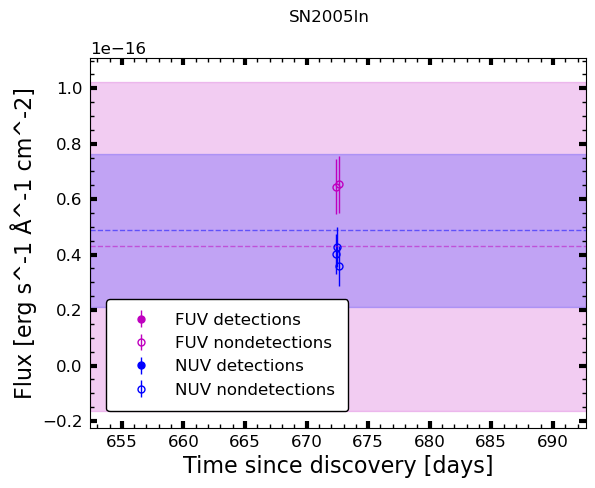 SN2005ln
1e−16
Flux [erg s^-1 Å^-1 cm^-2]
1.0
0.8
0.6
0.4
0.2
0.0
−0.2
FUV detections
FUV nondetections
NUV detections
NUV nondetections
655 660 665 670 675 680 685 690
Time since discovery [days]